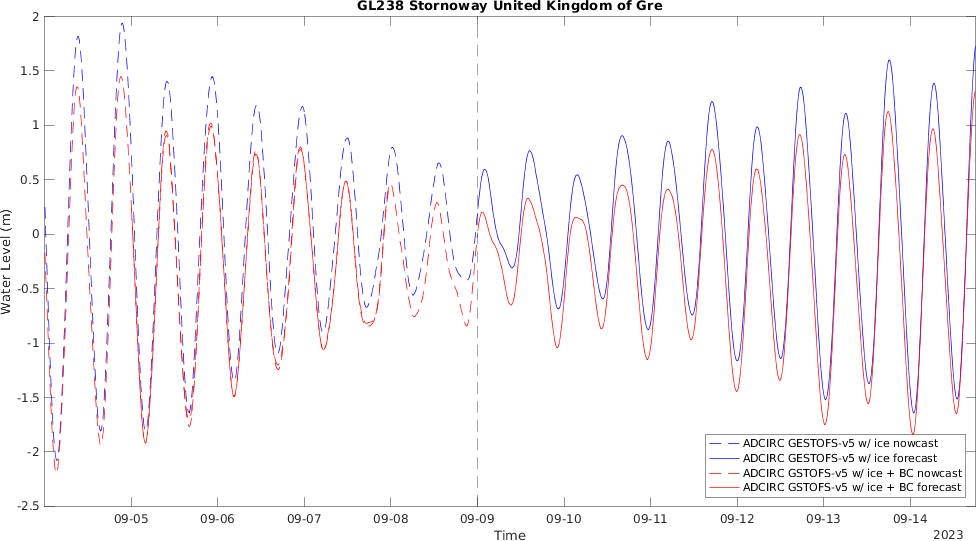 GL238 Stornoway United Kingdom of Gre
2
1.5
1
0.5
0
-0.5
-1
-1.5
-2
-2.5
Water Level (m)
09-05 09-06 09-07 09-08 09-09 09-10 09-11 09-12 09-13 09-14
Time
2023
ADCIRC GESTOFS-v5 w/ ice nowcast
ADCIRC GESTOFS-v5 w/ ice forecast
ADCIRC GSTOFS-v5 w/ ice + BC nowcast
ADCIRC GSTOFS-v5 w/ ice + BC forecast